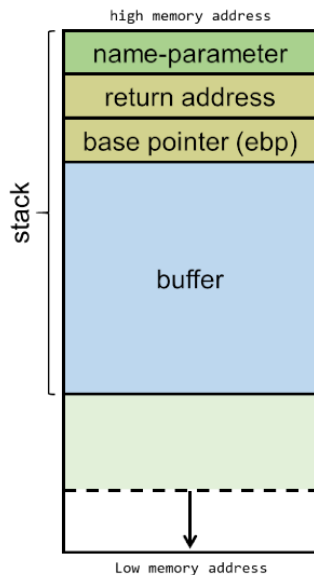 high memory address
name-parameter
return address
base pointer (ebp)
stack
buffer
Low memory address